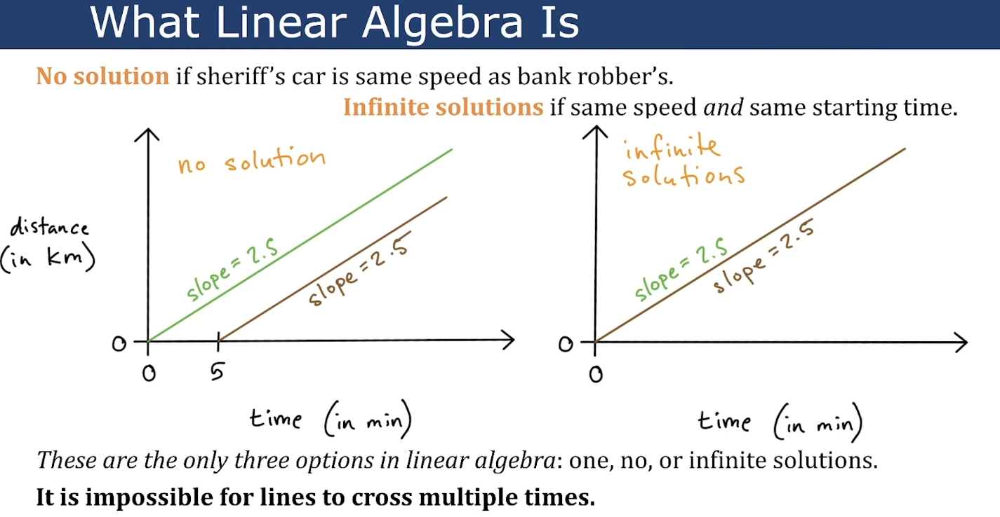 What Linear Algebra Is
No solution if sheriff's car is same speed as bank robber's.
Infinite solutions if same speed and same starting time.
no solution
distance
(in km)
slope = 2.5
slope = 2.5
0
0
5
time (in min)
infinite
solutions
slope = 2.5
slope = 2.5
0
0
time (in min)
These are the only three options in linear algebra: one, no, or infinite solutions.
It is impossible for lines to cross multiple times.